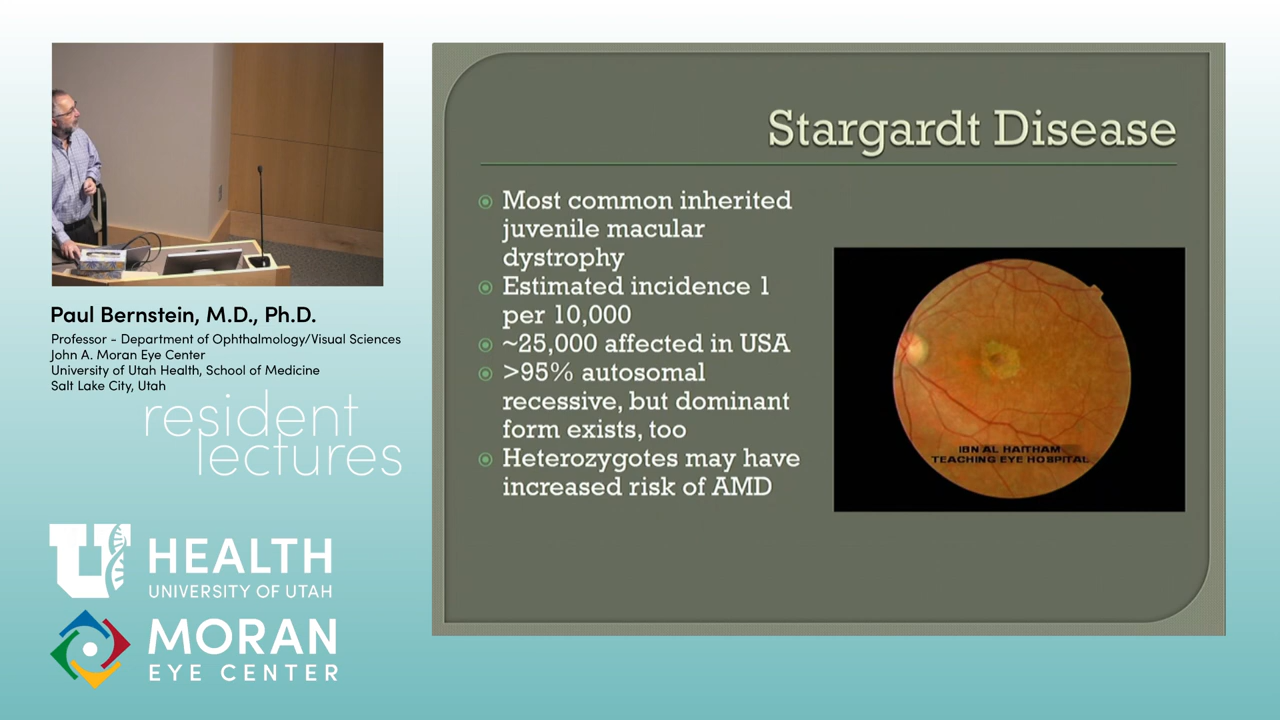 Stargardt Disease
Most common inherited
juvenile macular
dystrophy
Estimated incidence 1
per 10,000
~25,000 affected in USA
>95% autosomal
recessive, but dominant
form exists, too
Heterozygotes may have
increased risk of AMD
IBN AL HAITHAM
TEACHING EYE HOSPITAL
Paul Bernstein, M.D., Ph.D.
Professor - Department of Ophthalmology/Visual Sciences
John A. Moran Eye Center
University of Utah Health, School of Medicine
Salt Lake City, Utah
resident
lectures
U HEALTH
UNIVERSITY OF UTAH
MORAN
EYE CENTER